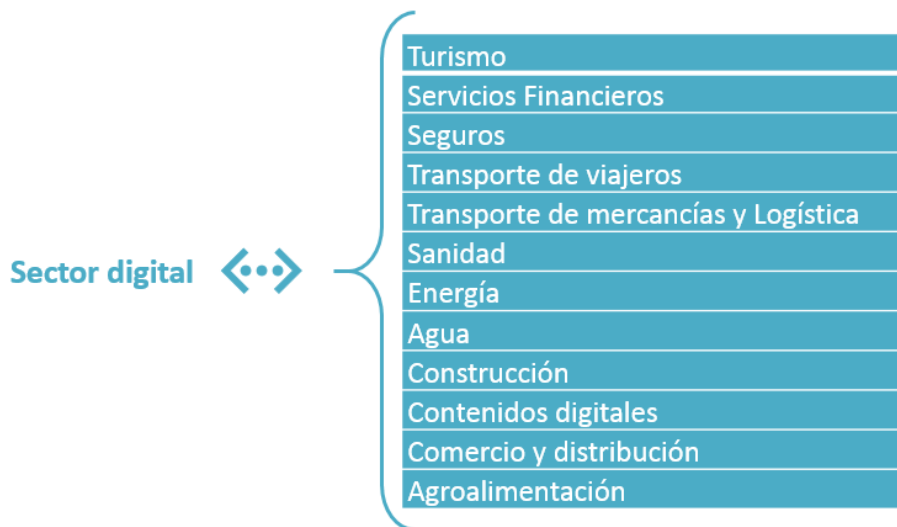 Sector digital
Turismo
Servicios Financieros
Seguros
Transporte de viajeros
Transporte de mercancías y Logística
Sanidad
Energía
Agua
Construcción
Contenidos digitales
Comercio y distribución
Agroalimentación